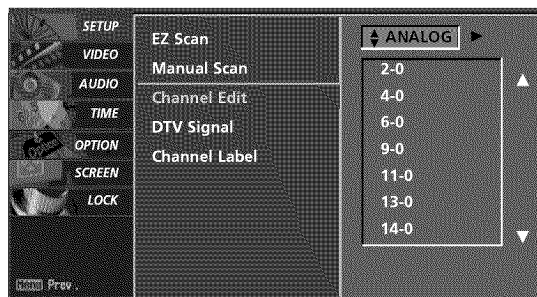 SETUP
VIDEO
AUDIO
TIME
OPTION
SCREEN
LOCK
Menu Prev.
EZ Scan
Manual Scan
Channel Edit
DTV Signal
Channel Label
ANALOG
2-0
4-0
6-0
9-0
11-0
13-0
14-0